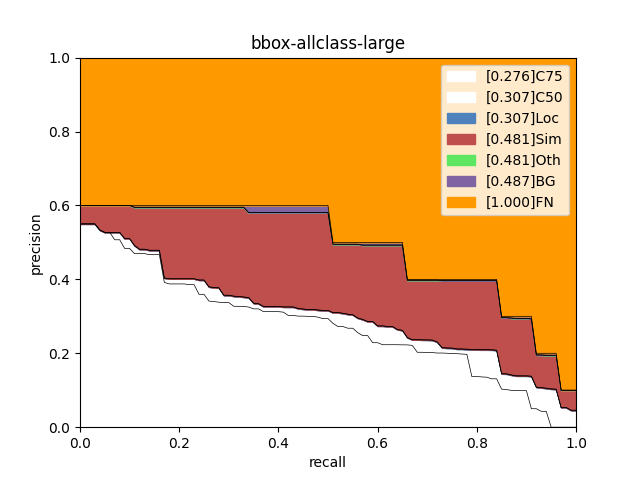 bbox-allclass-large
1.0
0.8
0.6
0.4
0.2
0.0
precision
[0.276]C75
[0.307]C50
[0.307]Loc
[0.481]Sim
[0.481]Oth
[0.487]BG
[1.000]FN
0.0 0.2 0.4 0.6 0.8 1.0
recall